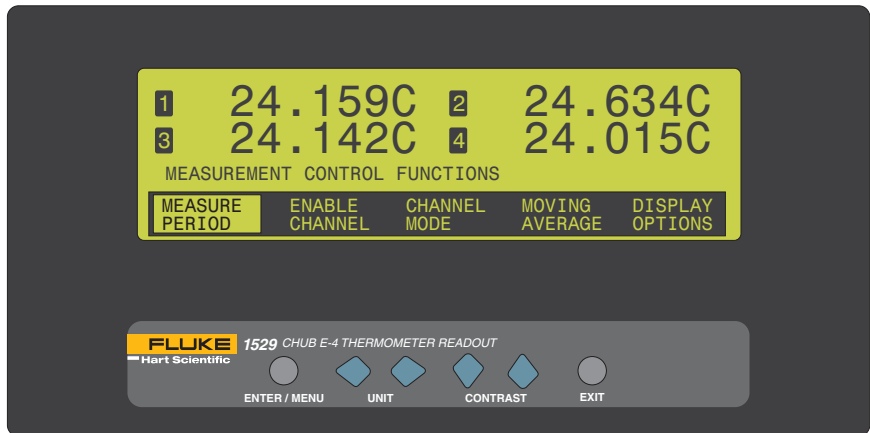 1 24.159C 2 24.634C
3 24.142C 4 24.015C
MEASUREMENT CONTROL FUNCTIONS
MEASURE PERIOD ENABLE CHANNEL CHANNEL MODE MOVING AVERAGE DISPLAY OPTIONS
FLUKE 1529 CHUB E-4 THERMOMETER READOUT
Hart Scientific
ENTER / MENU UNIT CONTRAST EXIT